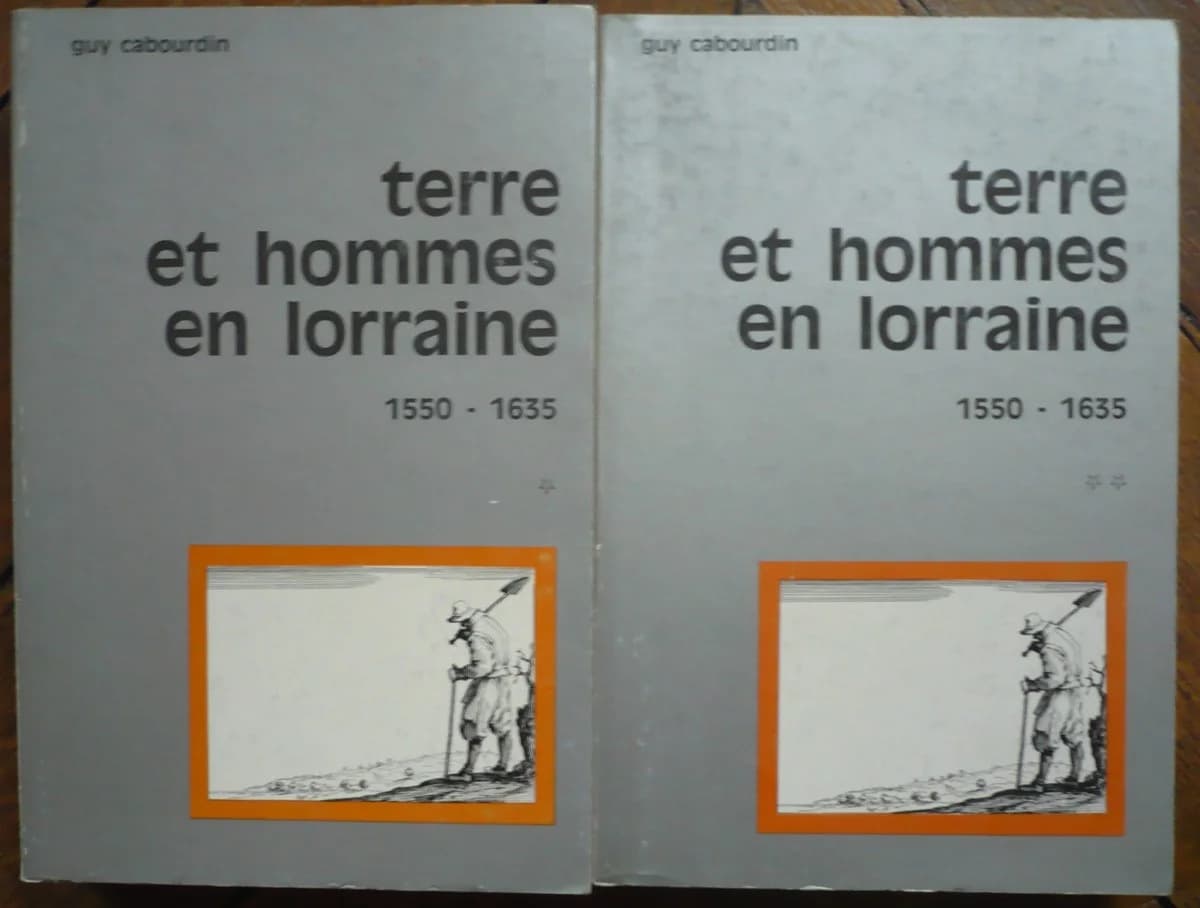 guy cabourdin
terre
et hommes
en lorraine
1550 - 1635
*
guy cabourdin
terre
et hommes
en lorraine
1550 - 1635
**